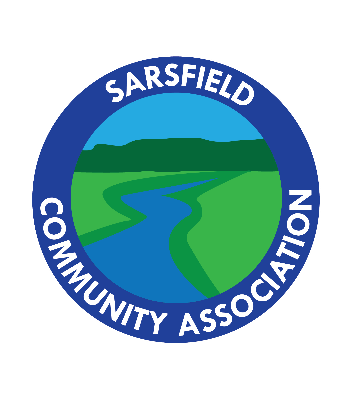 SARSFIELD
COMMUNITY ASSOCIATION